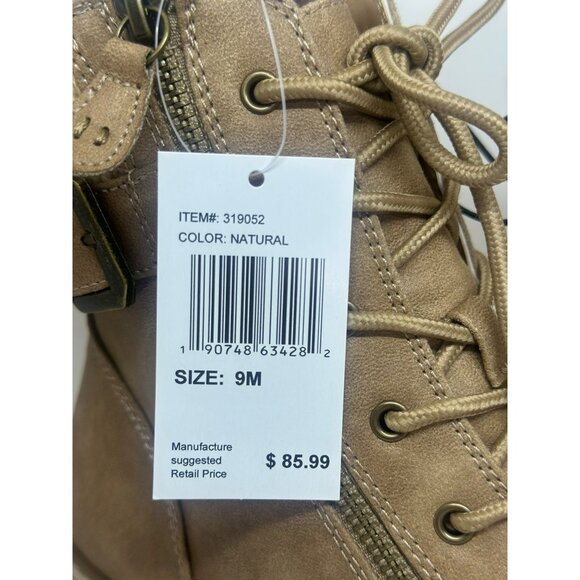 ITEM#: 319052
COLOR: NATURAL
1 90748 63428 2
SIZE: 9M
Manufacture
suggested
Retail Price
$ 85.99